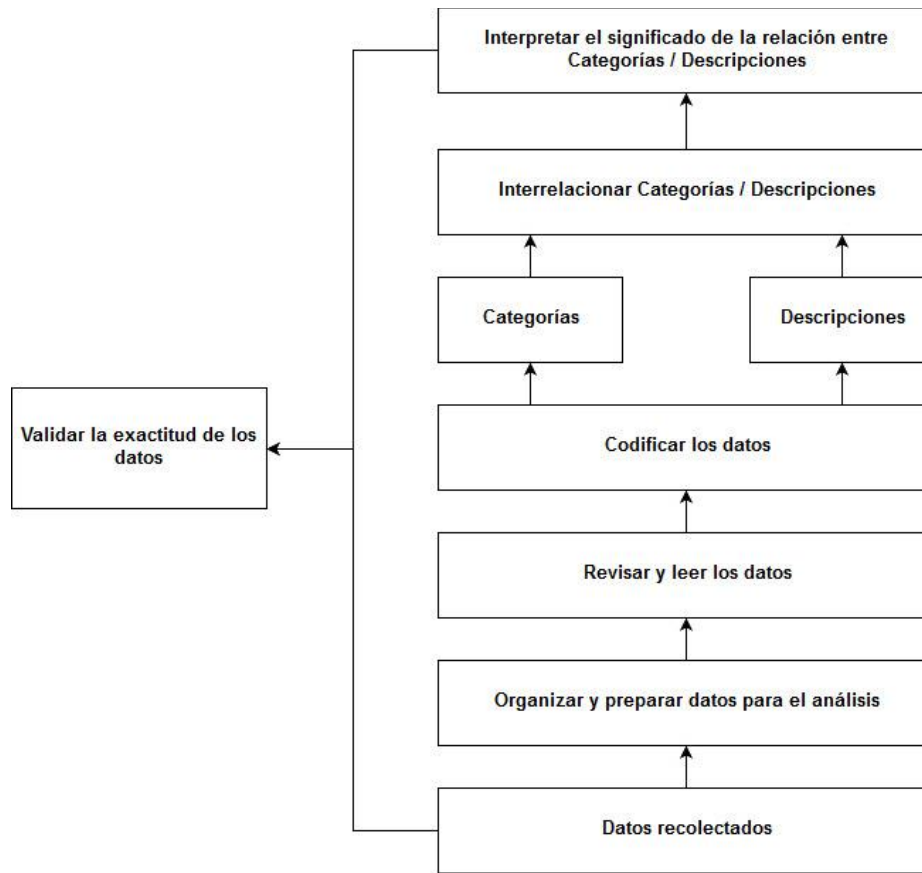 Interpretar el significado de la relación entre
Categorías / Descripciones
Interrelacionar Categorías / Descripciones
Categorías
Descripciones
Validar la exactitud de los
datos
Codificar los datos
Revisar y leer los datos
Organizar y preparar datos para el análisis
Datos recolectados